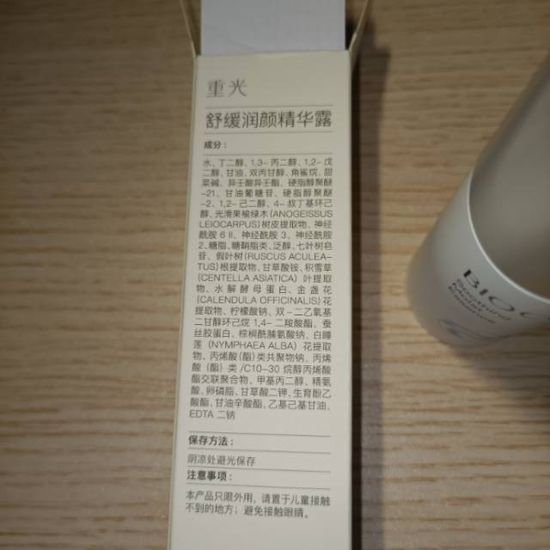 重光
舒缓润颜精华露
成分：
水、丁二醇、1,3-丙二醇、1,2-戊
二醇、甘油、双丙甘醇、角鲨烷、甜
菜碱、异壬酸异壬酯、硬脂醇聚醚
-21、甘油葡糖苷、硬脂醇聚醚-
2、1,2-己二醇、4-叔丁基环己
醇、光滑果榆绿木(ANOGEISSUS
LEIOCARPUS)树皮提取物、神经
酰胺 6 II、神经酰胺 3、神经酰胺
2、糖脂、糖鞘脂类、泛醇、七叶树皂
苷、假叶树(RUSCUS ACULEA-
TUS)根提取物、甘草酸铵、积雪草
(CENTELLA ASIATICA)叶提取
物、水解酵母蛋白、金盏花
(CALENDULA OFFICINALIS)花提
取物、柠檬酸钠、双-二乙氧基
二甘醇环己烷 1,4-二羧酸酯、蚕
丝胶蛋白、棕榈酰脯氨酸钠、白睡
莲(NYMPHAEA ALBA)花提取
物、丙烯酸(酯)类共聚物钠、丙烯
酸(酯)类/C10-30 烷醇丙烯酸
酯交联聚合物、甲基丙二醇、精氨
酸、卵磷脂、甘草酸二钾、生育酚乙
酸酯、甘油辛酸酯、乙基己基甘油、
EDTA 二钠
保存方法：
阴凉处避光保存
注意事项：
本产品只限外用，请置于儿童接触
不到的地方；避免接触眼睛。
BIO